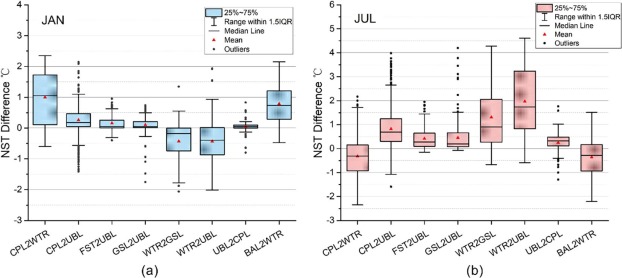 JAN
25%~75%
Range within 1.5IQR
Median Line
Mean
Outliers
NST Difference ℃
4
3
2
1
0
-1
-2
-3
CPL2WTR
CPL2UBL
FST2UBL
GSL2UBL
WTR2GSL
WTR2UBL
UBL2CPL
BAL2WTR
(a)
JUL
25%~75%
Range within 1.5IQR
Median Line
Mean
Outliers
NST Difference ℃
6
5
4
3
2
1
0
-1
-2
CPL2WTR
CPL2UBL
FST2UBL
GSL2UBL
WTR2GSL
WTR2UBL
UBL2CPL
BAL2WTR
(b)